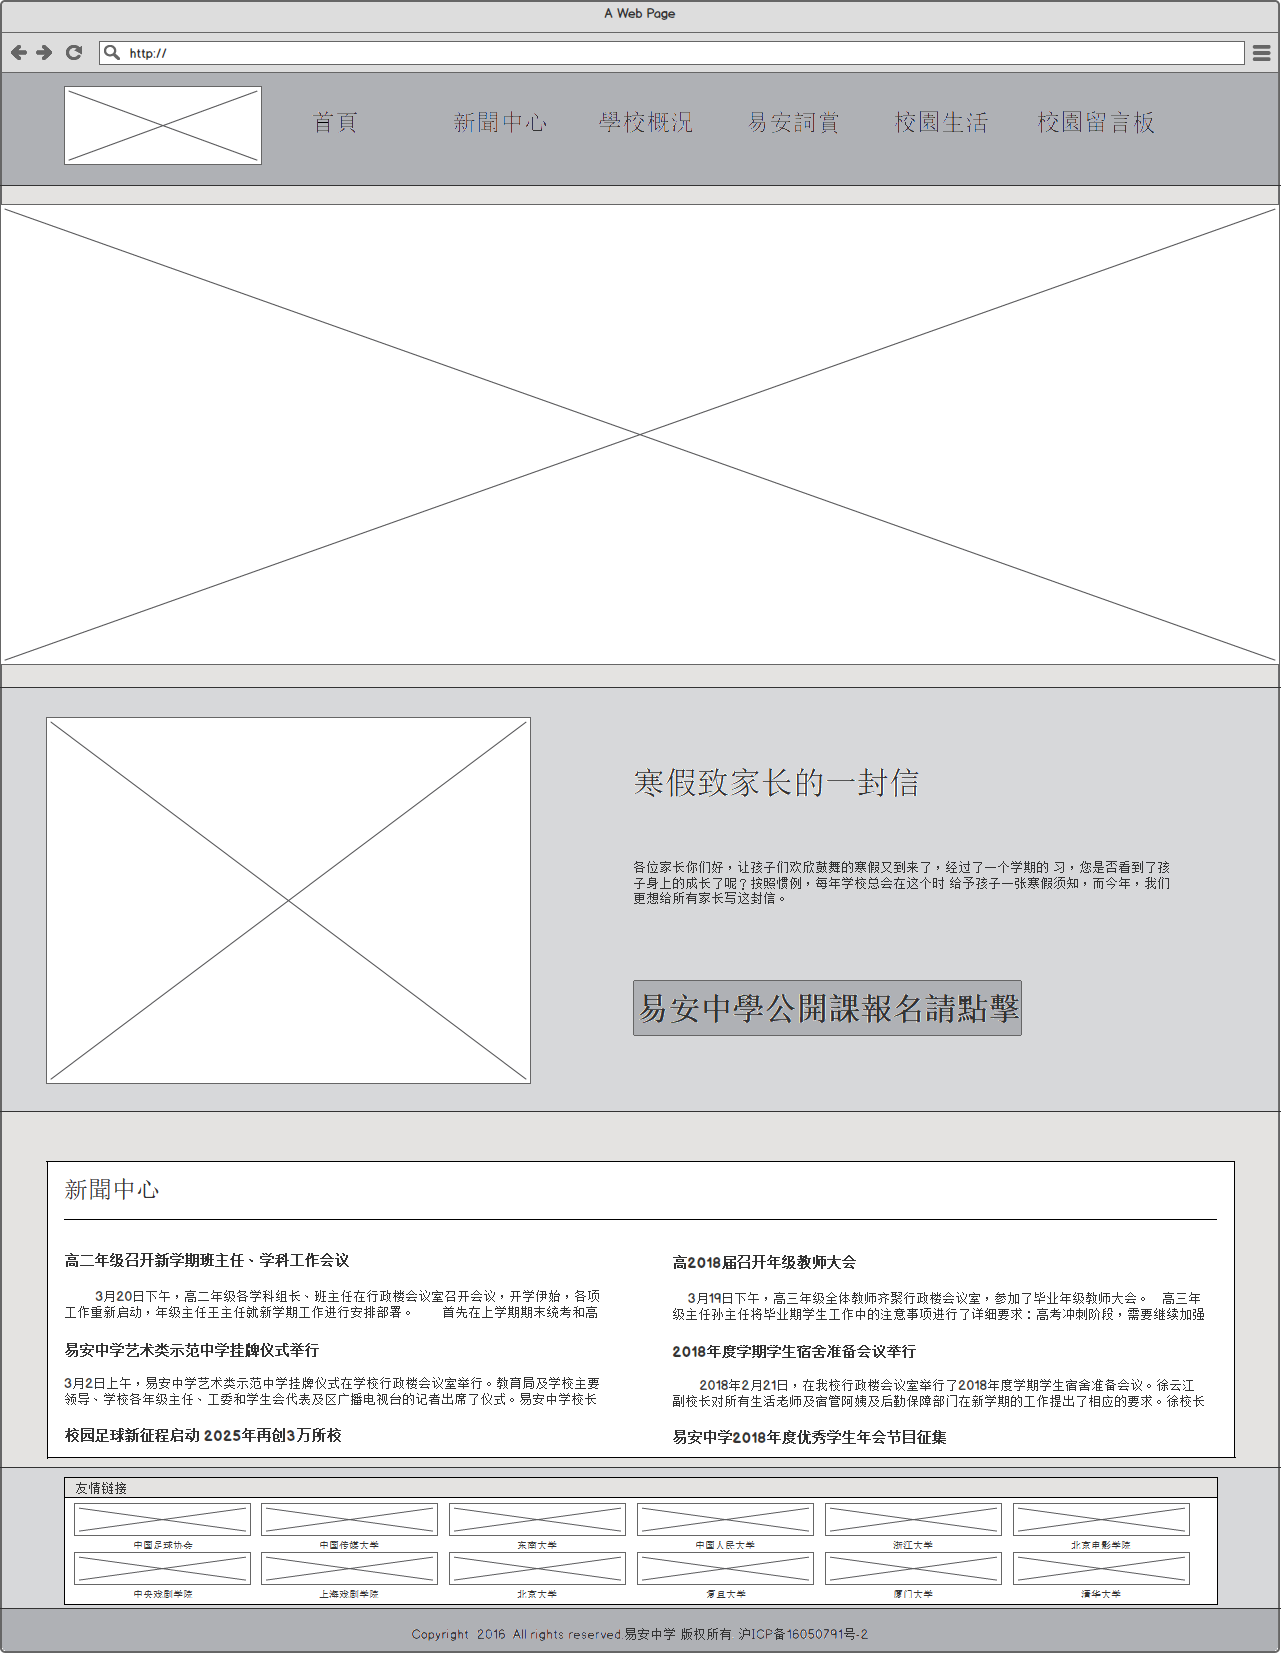 A Web Page
http://
首頁 新聞中心 學校概況 易安詞賞 校園生活 校園留言板
寒假致家长的一封信
各位家长你们好，让孩子们欢欣鼓舞的寒假又到来了，经过了一个学期的 习，您是否看到了孩
子身上的成长了呢？按照惯例，每年学校总会在这个时 给予孩子一张寒假须知，而今年，我们
更想给所有家长写这封信。
易安中學公開課報名請點擊
新聞中心
高二年级召开新学期班主任、学科工作会议
3月20日下午，高二年级各学科组长、班主任在行政楼会议室召开会议，开学伊始，各项
工作重新启动，年级主任王主任就新学期工作进行安排部署。 首先在上学期期末统考和高
易安中学艺术类示范中学挂牌仪式举行
3月2日上午，易安中学艺术类示范中学挂牌仪式在学校行政楼会议室举行。教育局及学校主要
领导、学校各年级主任、工委和学生会代表及区广播电视台的记者出席了仪式。易安中学校长
校园足球新征程启动 2025年再创3万所校
高2018届召开年级教师大会
3月19日下午，高三年级全体教师齐聚行政楼会议室，参加了毕业年级教师大会。 高三年
级主任孙主任将毕业期学生工作中的注意事项进行了详细要求：高考冲刺阶段，需要继续加强
2018年度学期学生宿舍准备会议举行
2018年2月21日，在我校行政楼会议室举行了2018年度学期学生宿舍准备会议。徐云江
副校长对所有生活老师及宿管阿姨及后勤保障部门在新学期的工作提出了相应的要求。徐校长
易安中学2018年度优秀学生年会节目征集
友情链接
中国足球协会 中国传媒大学 东南大学 中国人民大学 浙江大学 北京电影学院
中央戏剧学院 上海戏剧学院 北京大学 复旦大学 厦门大学 清华大学
Copyright 2016 All rights reserved.易安中学 版权所有 沪ICP备16050791号-2